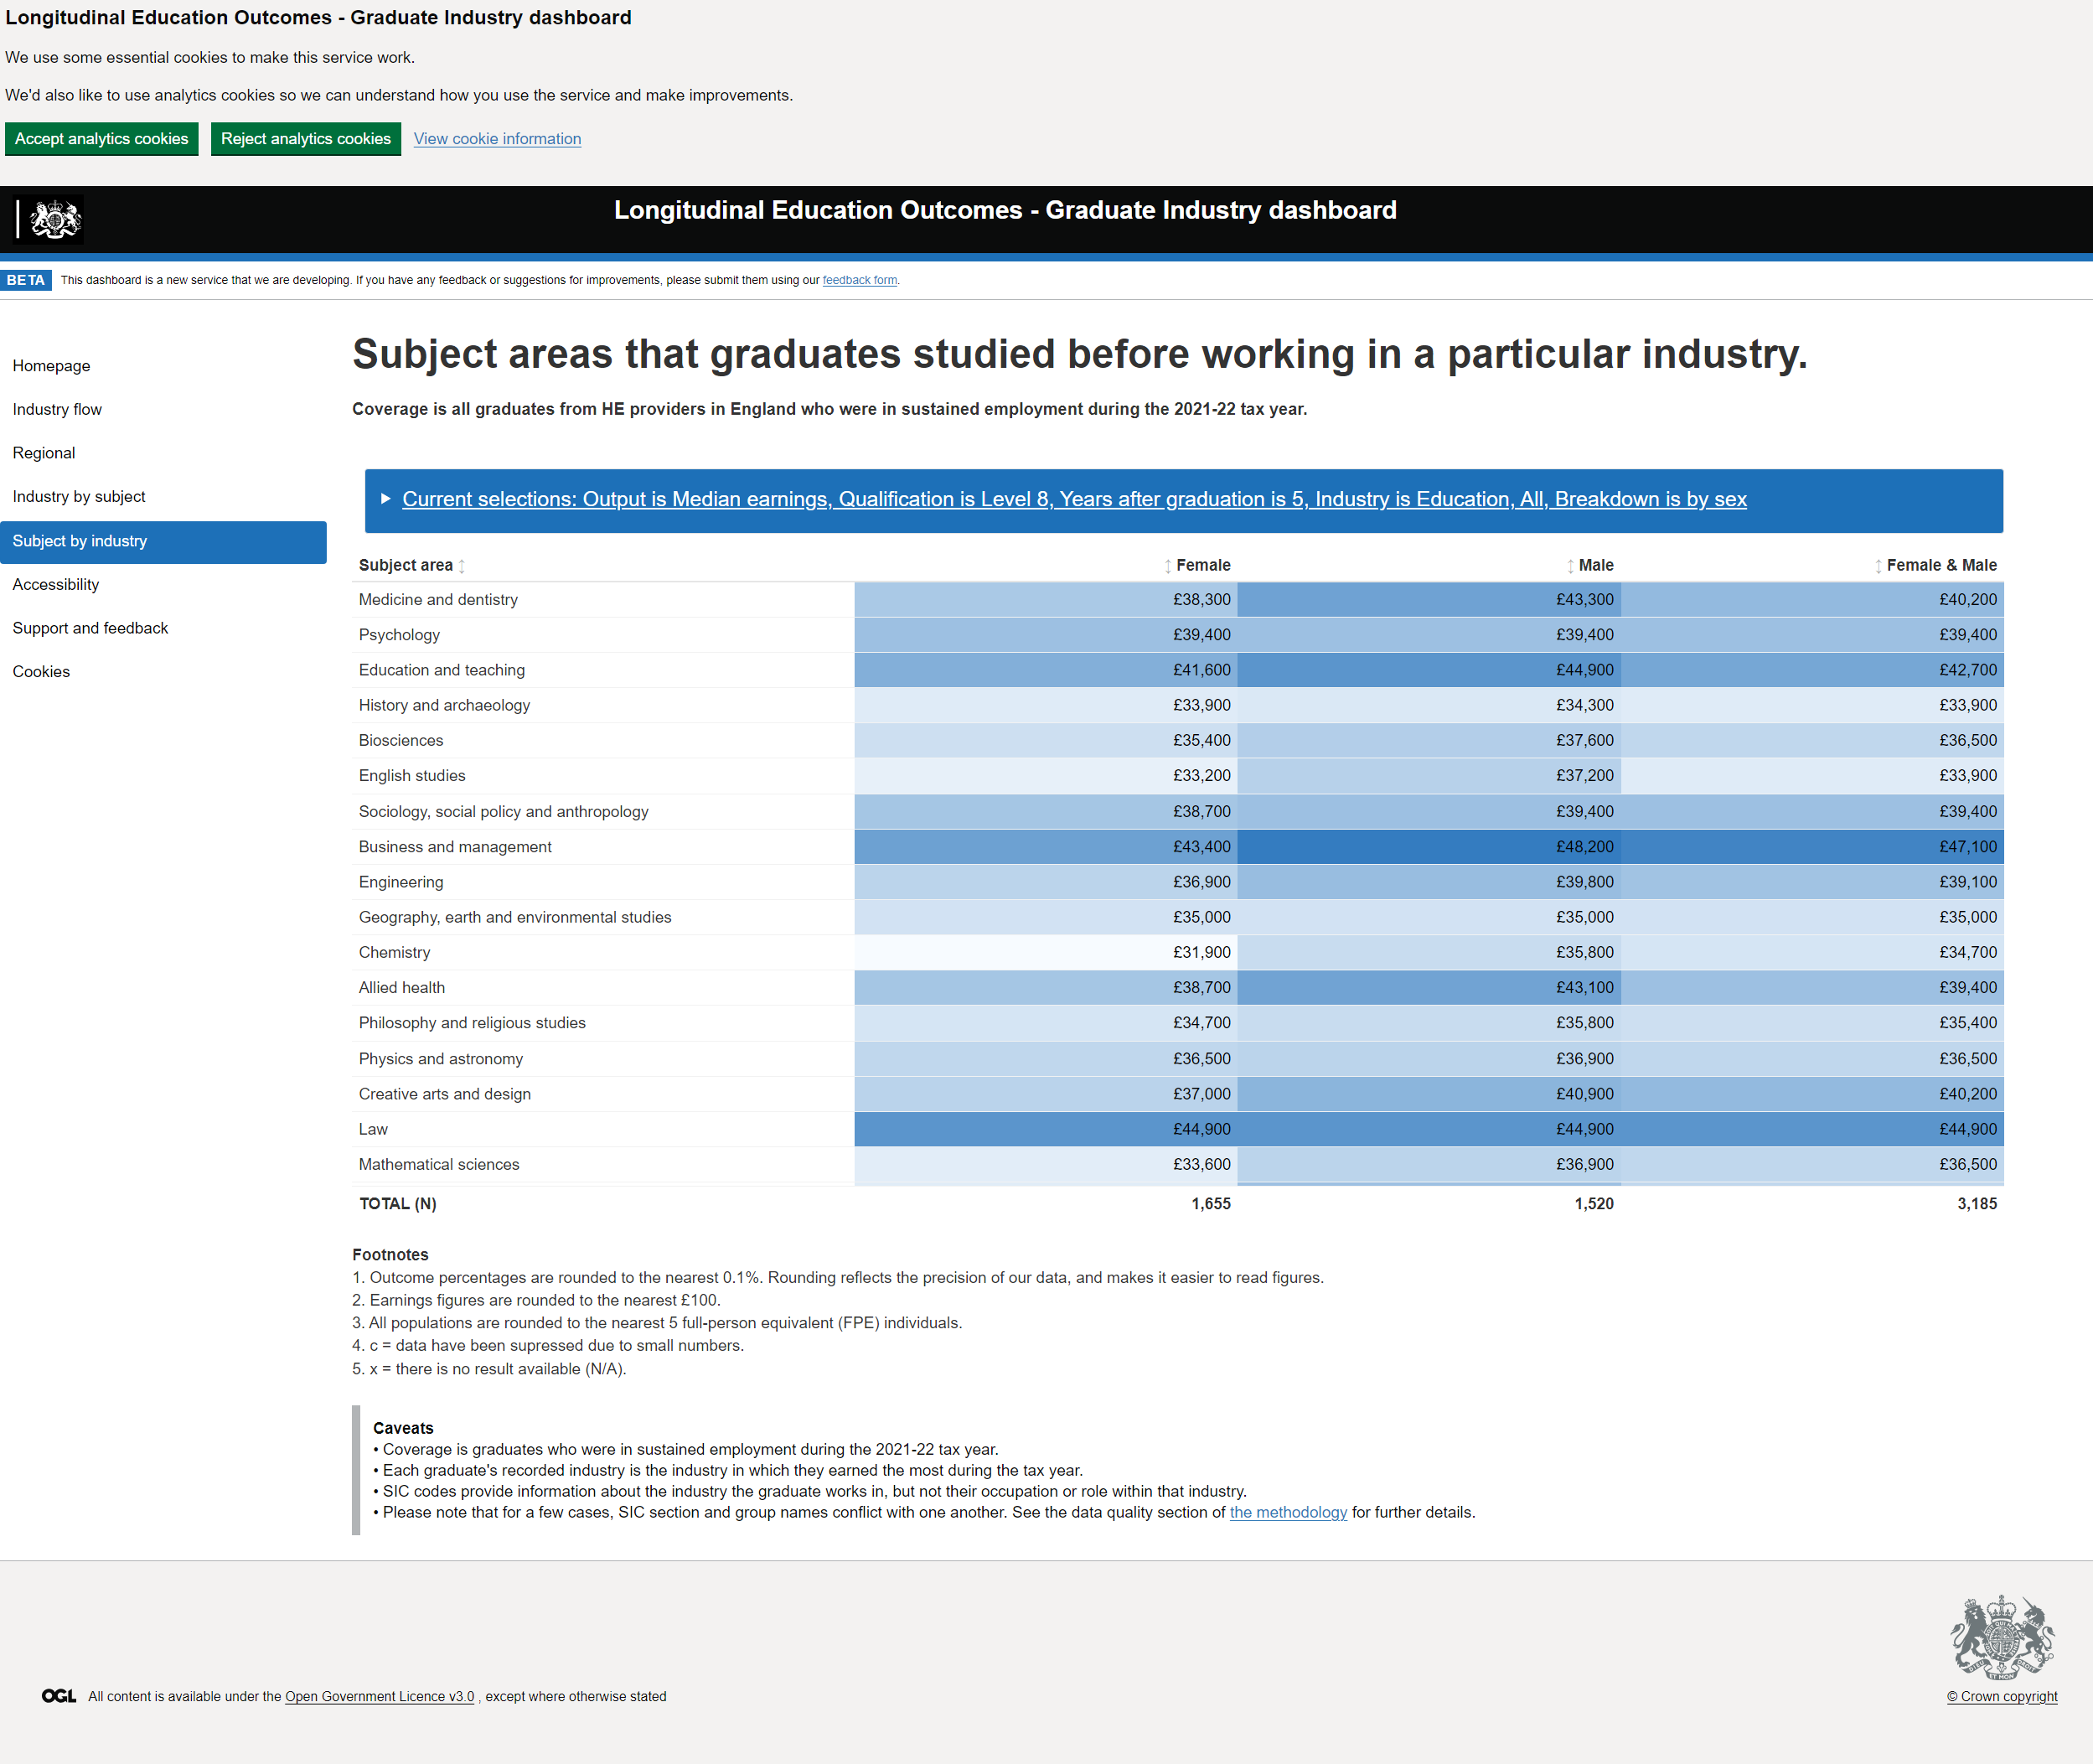 Longitudinal Education Outcomes - Graduate Industry dashboard
We use some essential cookies to make this service work.
We'd also like to use analytics cookies so we can understand how you use the service and make improvements.
Accept analytics cookies Reject analytics cookies View cookie information
Longitudinal Education Outcomes - Graduate Industry dashboard
BETA This dashboard is a new service that we are developing. If you have any feedback or suggestions for improvements, please submit them using our feedback form.
Homepage
Industry flow
Regional
Industry by subject
Subject by industry
Accessibility
Support and feedback
Cookies
Subject areas that graduates studied before working in a particular industry.
Coverage is all graduates from HE providers in England who were in sustained employment during the 2021-22 tax year.
Current selections: Output is Median earnings, Qualification is Level 8, Years after graduation is 5, Industry is Education, All, Breakdown is by sex
Subject area Female Male Female & Male
Medicine and dentistry £38,300 £43,300 £40,200
Psychology £39,400 £39,400 £39,400
Education and teaching £41,600 £44,900 £42,700
History and archaeology £33,900 £34,300 £33,900
Biosciences £35,400 £37,600 £36,500
English studies £33,200 £37,200 £33,900
Sociology, social policy and anthropology £38,700 £39,400 £39,400
Business and management £43,400 £48,200 £47,100
Engineering £36,900 £39,800 £39,100
Geography, earth and environmental studies £35,000 £35,000 £35,000
Chemistry £31,900 £35,800 £34,700
Allied health £38,700 £43,100 £39,400
Philosophy and religious studies £34,700 £35,800 £35,400
Physics and astronomy £36,500 £36,900 £36,500
Creative arts and design £37,000 £40,900 £40,200
Law £44,900 £44,900 £44,900
Mathematical sciences £33,600 £36,900 £36,500
TOTAL (N) 1,655 1,520 3,185
Footnotes
1. Outcome percentages are rounded to the nearest 0.1%. Rounding reflects the precision of our data, and makes it easier to read figures.
2. Earnings figures are rounded to the nearest £100.
3. All populations are rounded to the nearest 5 full-person equivalent (FPE) individuals.
4. c = data have been supressed due to small numbers.
5. x = there is no result available (N/A).
Caveats
• Coverage is graduates who were in sustained employment during the 2021-22 tax year.
• Each graduate's recorded industry is the industry in which they earned the most during the tax year.
• SIC codes provide information about the industry the graduate works in, but not their occupation or role within that industry.
• Please note that for a few cases, SIC section and group names conflict with one another. See the data quality section of the methodology for further details.
OGL All content is available under the Open Government Licence v3.0 , except where otherwise stated
© Crown copyright